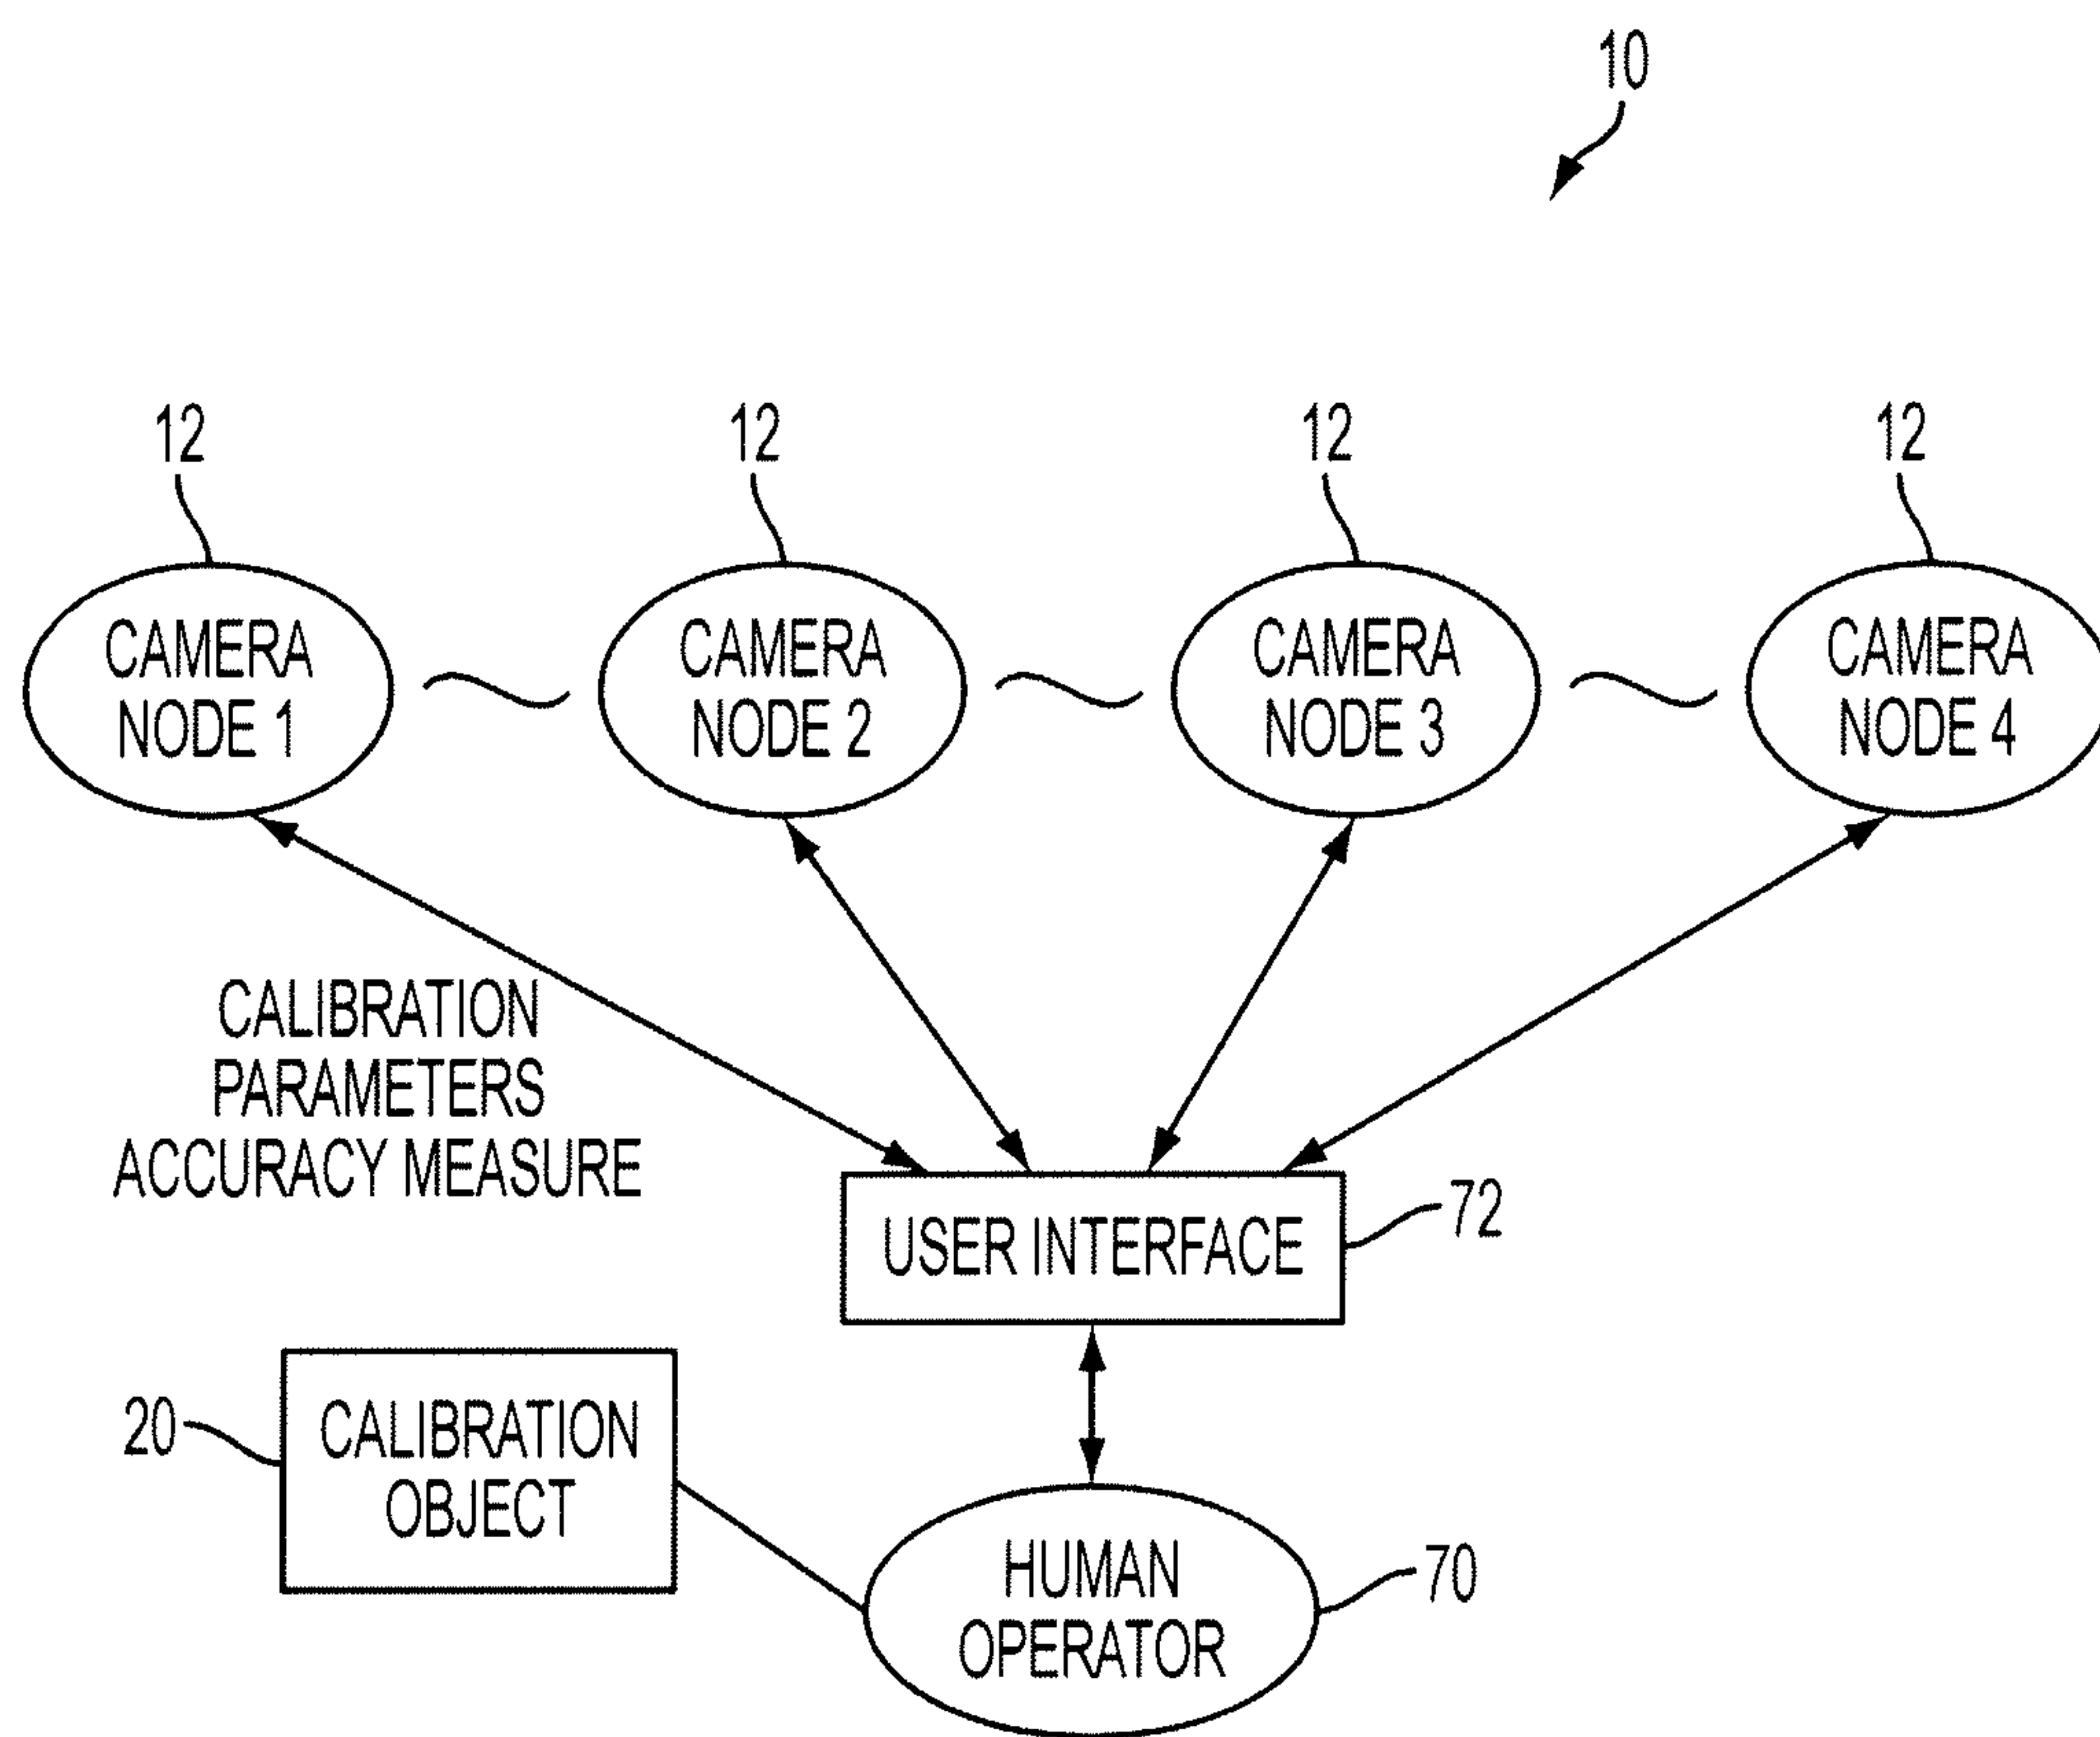 10
12
12
12
12
CAMERA
NODE 1
CAMERA
NODE 2
CAMERA
NODE 3
CAMERA
NODE 4
CALIBRATION
PARAMETERS
ACCURACY MEASURE
USER INTERFACE
72
20
CALIBRATION
OBJECT
HUMAN
OPERATOR
70